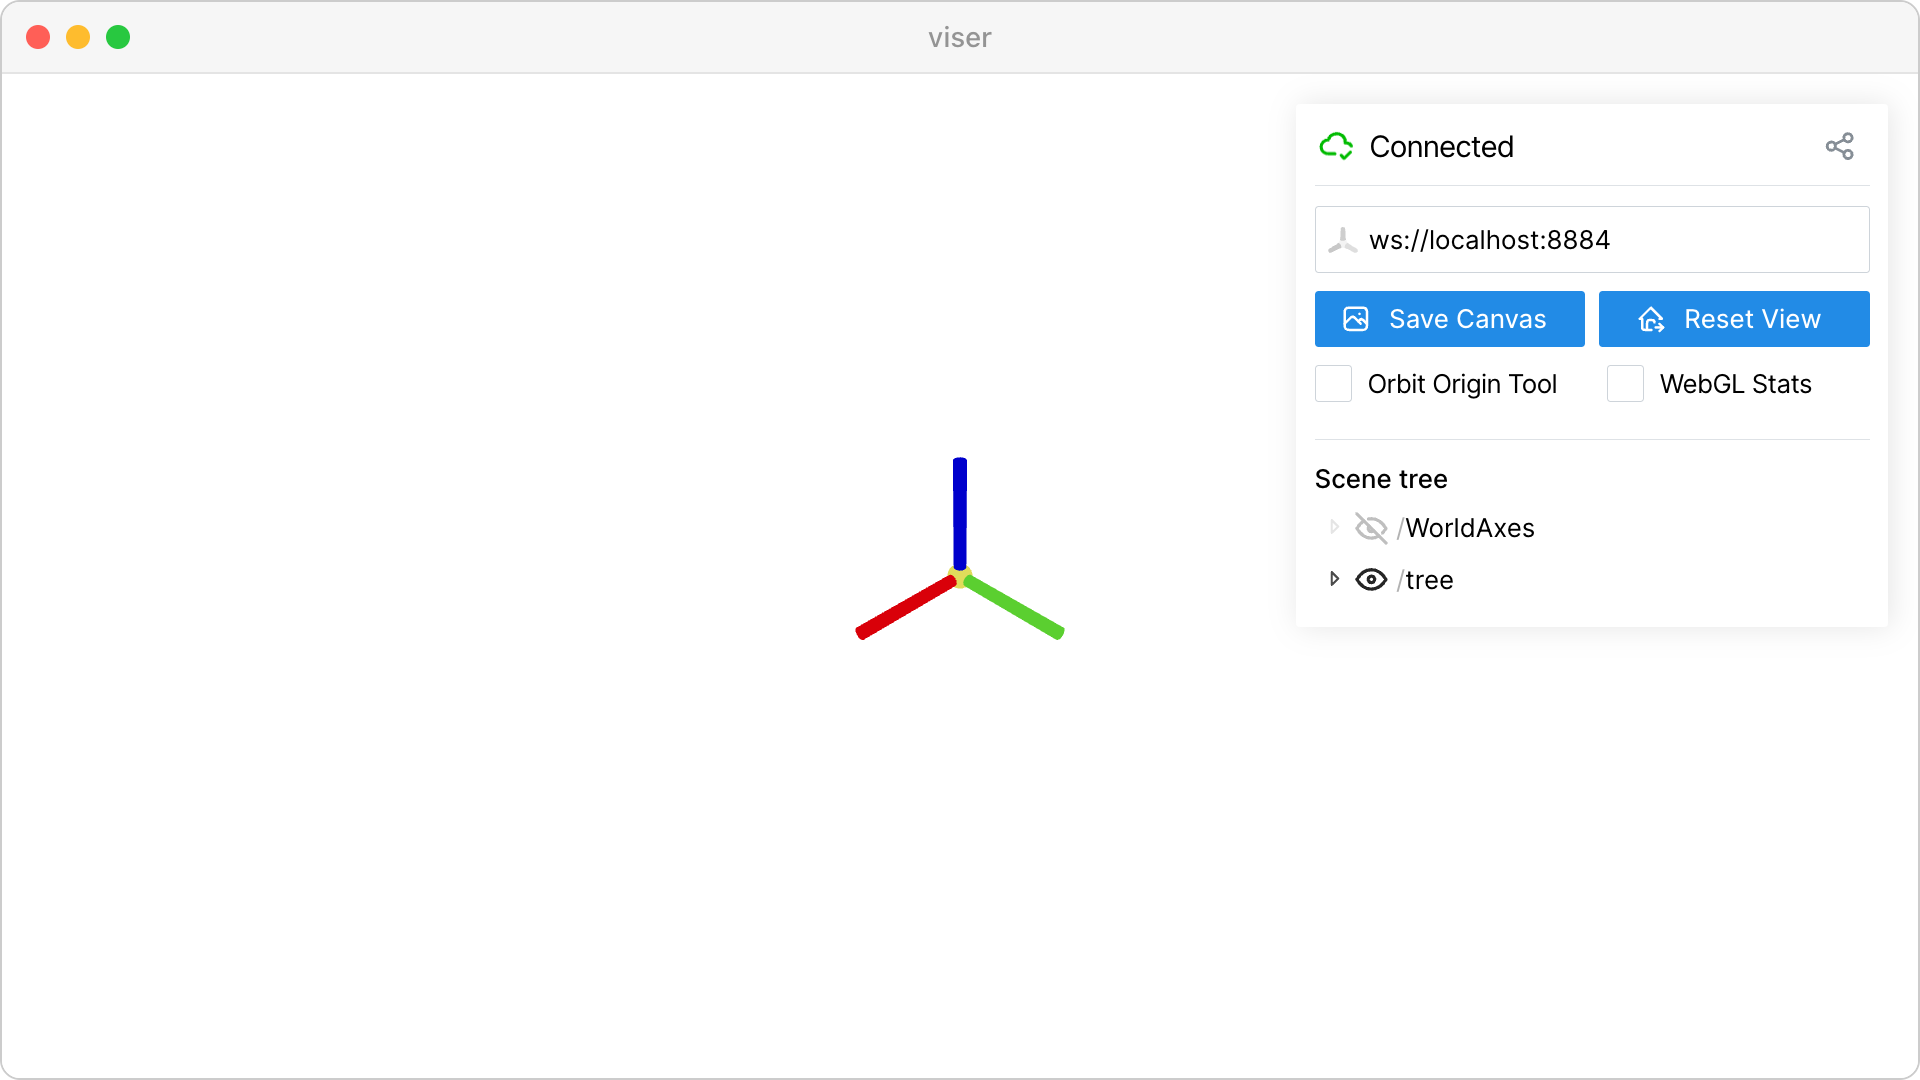 viser
Connected
ws://localhost:8884
Save Canvas
Reset View
Orbit Origin Tool
WebGL Stats
Scene tree
/WorldAxes
/tree